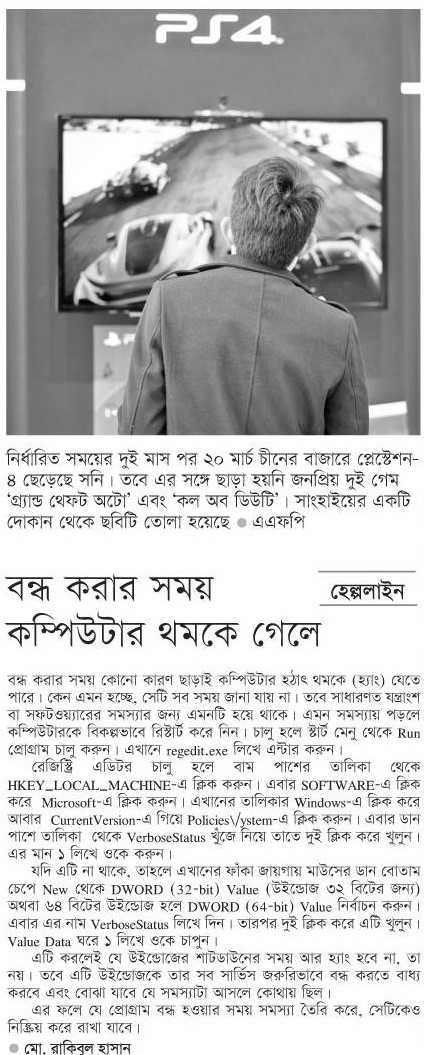 PS4
নির্ধারিত সময়ের দুই মাস পর ২০ মার্চ চীনের বাজারে প্লেস্টেশন-
৪ ছেড়েছে সনি। তবে এর সঙ্গে ছাড়া হয়নি জনপ্রিয় দুই গেম
‘গ্র্যান্ড থেফট অটো’ এবং ‘কল অব ডিউটি’। সাংহাইয়ের একটি
দোকান থেকে ছবিটি তোলা হয়েছে ● এএফপি
বন্ধ করার সময়
হেল্পলাইন
কম্পিউটার থমকে গেলে
বন্ধ করার সময় কোনো কারণ ছাড়াই কম্পিউটার হঠাৎ থমকে (হ্যাং) যেতে
পারে। কেন এমন হচ্ছে, সেটি সব সময় জানা যায় না। তবে সাধারণত যন্ত্রাংশ
বা সফটওয়্যারের সমস্যার জন্য এমনটি হয়ে থাকে। এমন সমস্যায় পড়লে
কম্পিউটারকে বিকল্পভাবে রিস্টার্ট করে নিন। চালু হলে স্টার্ট মেনু থেকে Run
প্রোগ্রাম চালু করুন। এখানে regedit.exe লিখে এন্টার করুন।
রেজিস্ট্রি এডিটর চালু হলে বাম পাশের তালিকা থেকে
HKEY_LOCAL_MACHINE-এ ক্লিক করুন। এবার SOFTWARE-এ ক্লিক
করে Microsoft-এ ক্লিক করুন। এখানের তালিকার Windows-এ ক্লিক করে
আবার CurrentVersion-এ গিয়ে Policies\/ystem-এ ক্লিক করুন। এবার ডান
পাশে তালিকা থেকে VerboseStatus খুঁজে নিয়ে তাতে দুই ক্লিক করে খুলুন।
এর মান ১ লিখে ওকে করুন।
যদি এটি না থাকে, তাহলে এখানের ফাঁকা জায়গায় মাউসের ডান বোতাম
চেপে New থেকে DWORD (32-bit) Value (উইন্ডোজ ৩২ বিটের জন্য)
অথবা ৬৪ বিটের উইন্ডোজ হলে DWORD (64-bit) Value নির্বাচন করুন।
এবার এর নাম VerboseStatus লিখে দিন। তারপর দুই ক্লিক করে এটি খুলুন।
Value Data ঘরে ১ লিখে ওকে চাপুন।
এটি করলেই যে উইন্ডোজের শাটডাউনের সময় আর হ্যাং হবে না, তা
নয়। তবে এটি উইন্ডোজকে তার সব সার্ভিস জরুরিভাবে বন্ধ করতে বাধ্য
করবে এবং বোঝা যাবে যে সমস্যাটা আসলে কোথায় ছিল।
এর ফলে যে প্রোগ্রাম বন্ধ হওয়ার সময় সমস্যা তৈরি করে, সেটিকেও
নিষ্ক্রিয় করে রাখা যাবে।
● মো. রাকিবুল হাসান